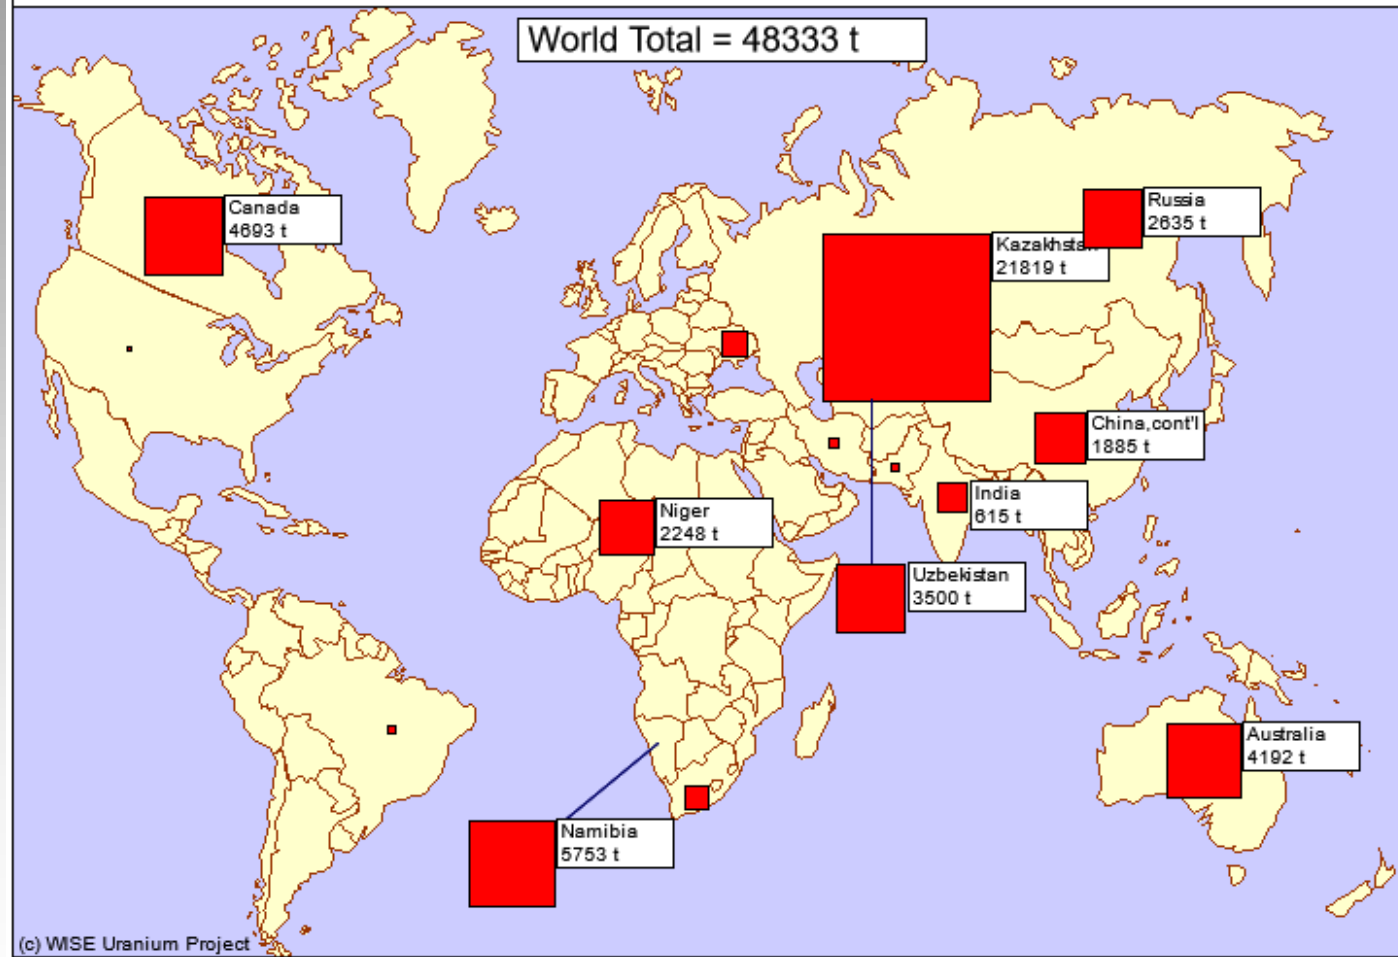 World Total = 48333 t
Canada
4693 t
Russia
2635 t
Kazakhstan
21819 t
China,cont'l
1885 t
India
615 t
Niger
2248 t
Uzbekistan
3500 t
Australia
4192 t
Namibia
5753 t
(c) WISE Uranium Project